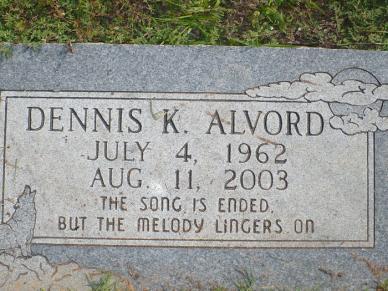 DENNIS K. ALVORD
JULY 4, 1962
AUG. 11, 2003
THE SONG IS ENDED
BUT THE MELODY LINGERS ON